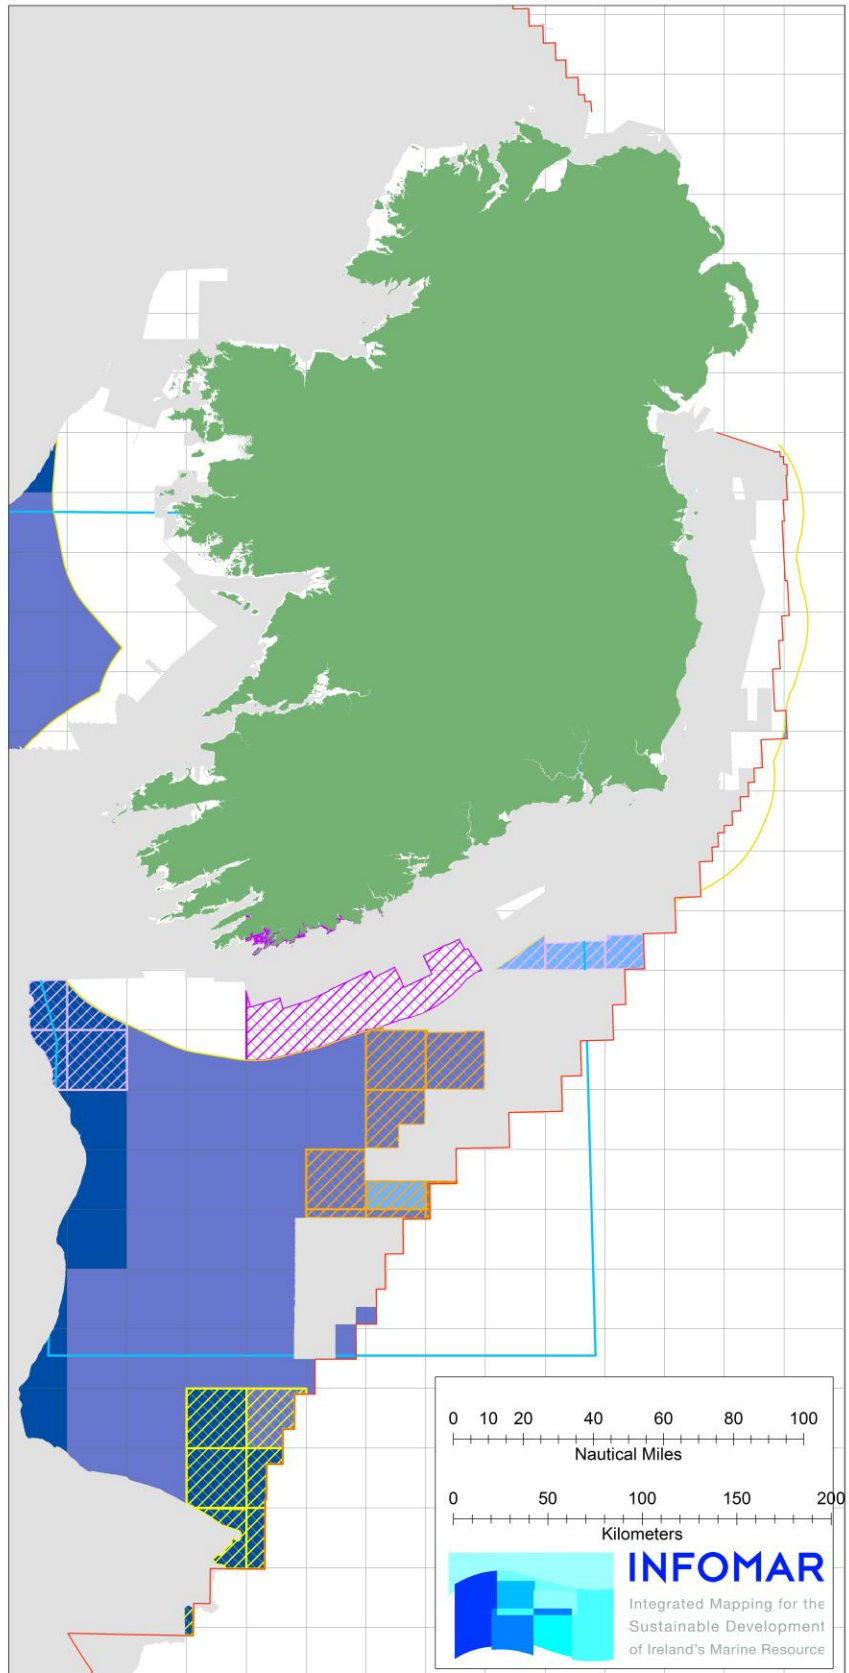 0 10 20 40 60 80 100
Nautical Miles
0 50 100 150 200
Kilometers
INFOMAR
Integrated Mapping for the
Sustainable Development
of Ireland's Marine Resource